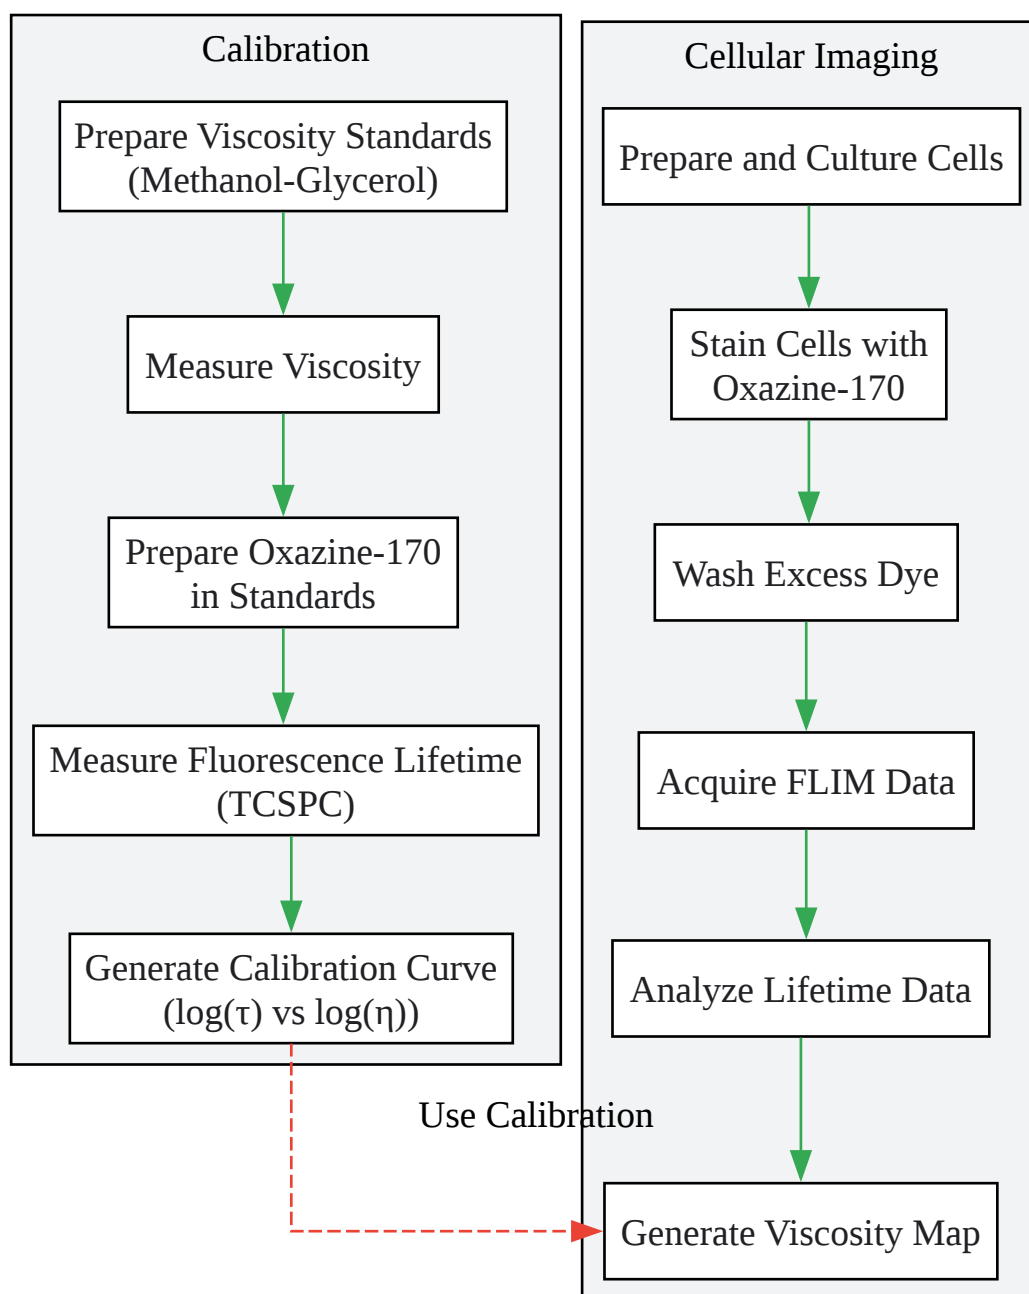 Calibration
Prepare Viscosity Standards
(Methanol-Glycerol)
Measure Viscosity
Prepare Oxazine-170
in Standards
Measure Fluorescence Lifetime
(TCSPC)
Generate Calibration Curve
(log(τ) vs log(η))
Use Calibration
Cellular Imaging
Prepare and Culture Cells
Stain Cells with
Oxazine-170
Wash Excess Dye
Acquire FLIM Data
Analyze Lifetime Data
Generate Viscosity Map